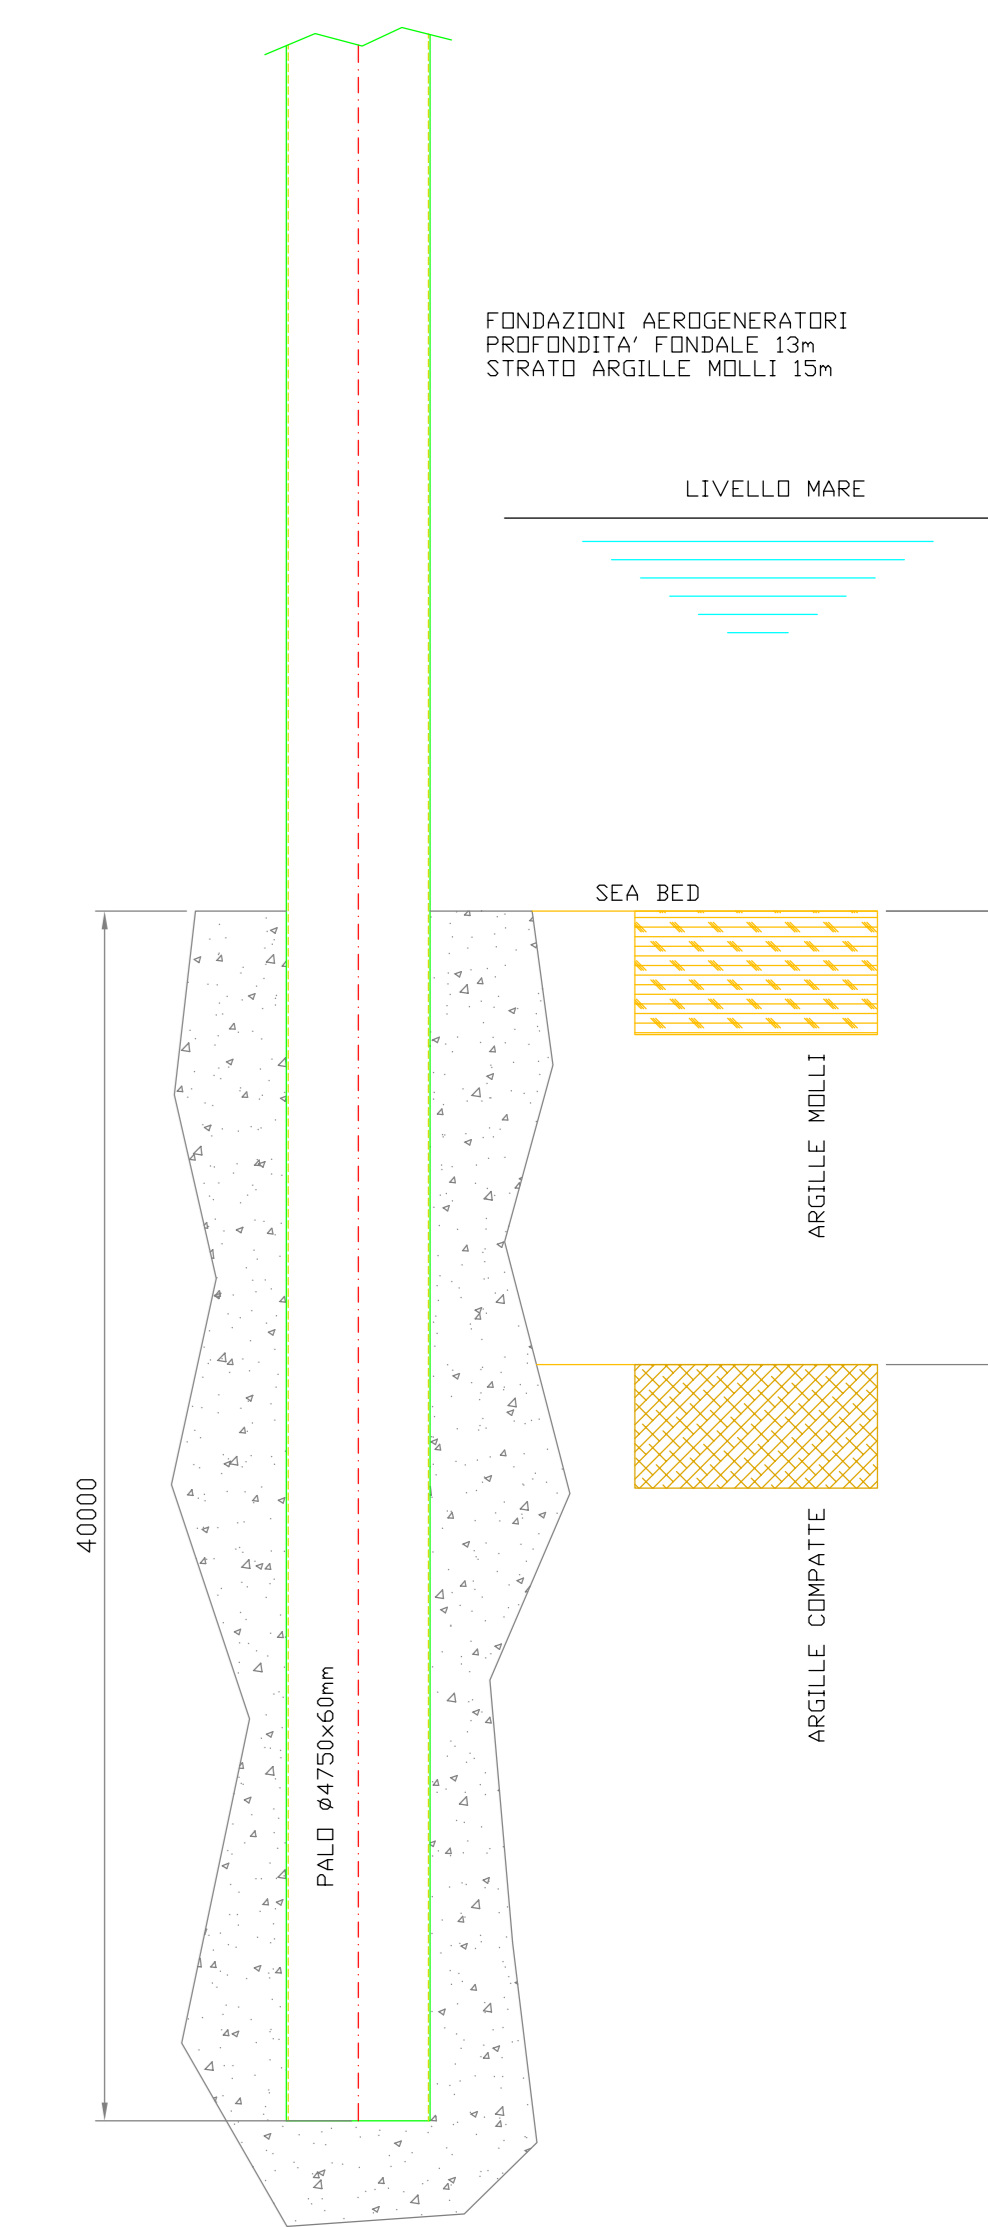 FONDAZIONI AEROGENERATORI
PROFONDITA' FONDALE 13m
STRATO ARGILLE MOLLI 15m
LIVELLO MARE
SEA BED
ARGILLE MOLLI
ARGILLE COMPATTE
40000
PALO ø4750x60mm